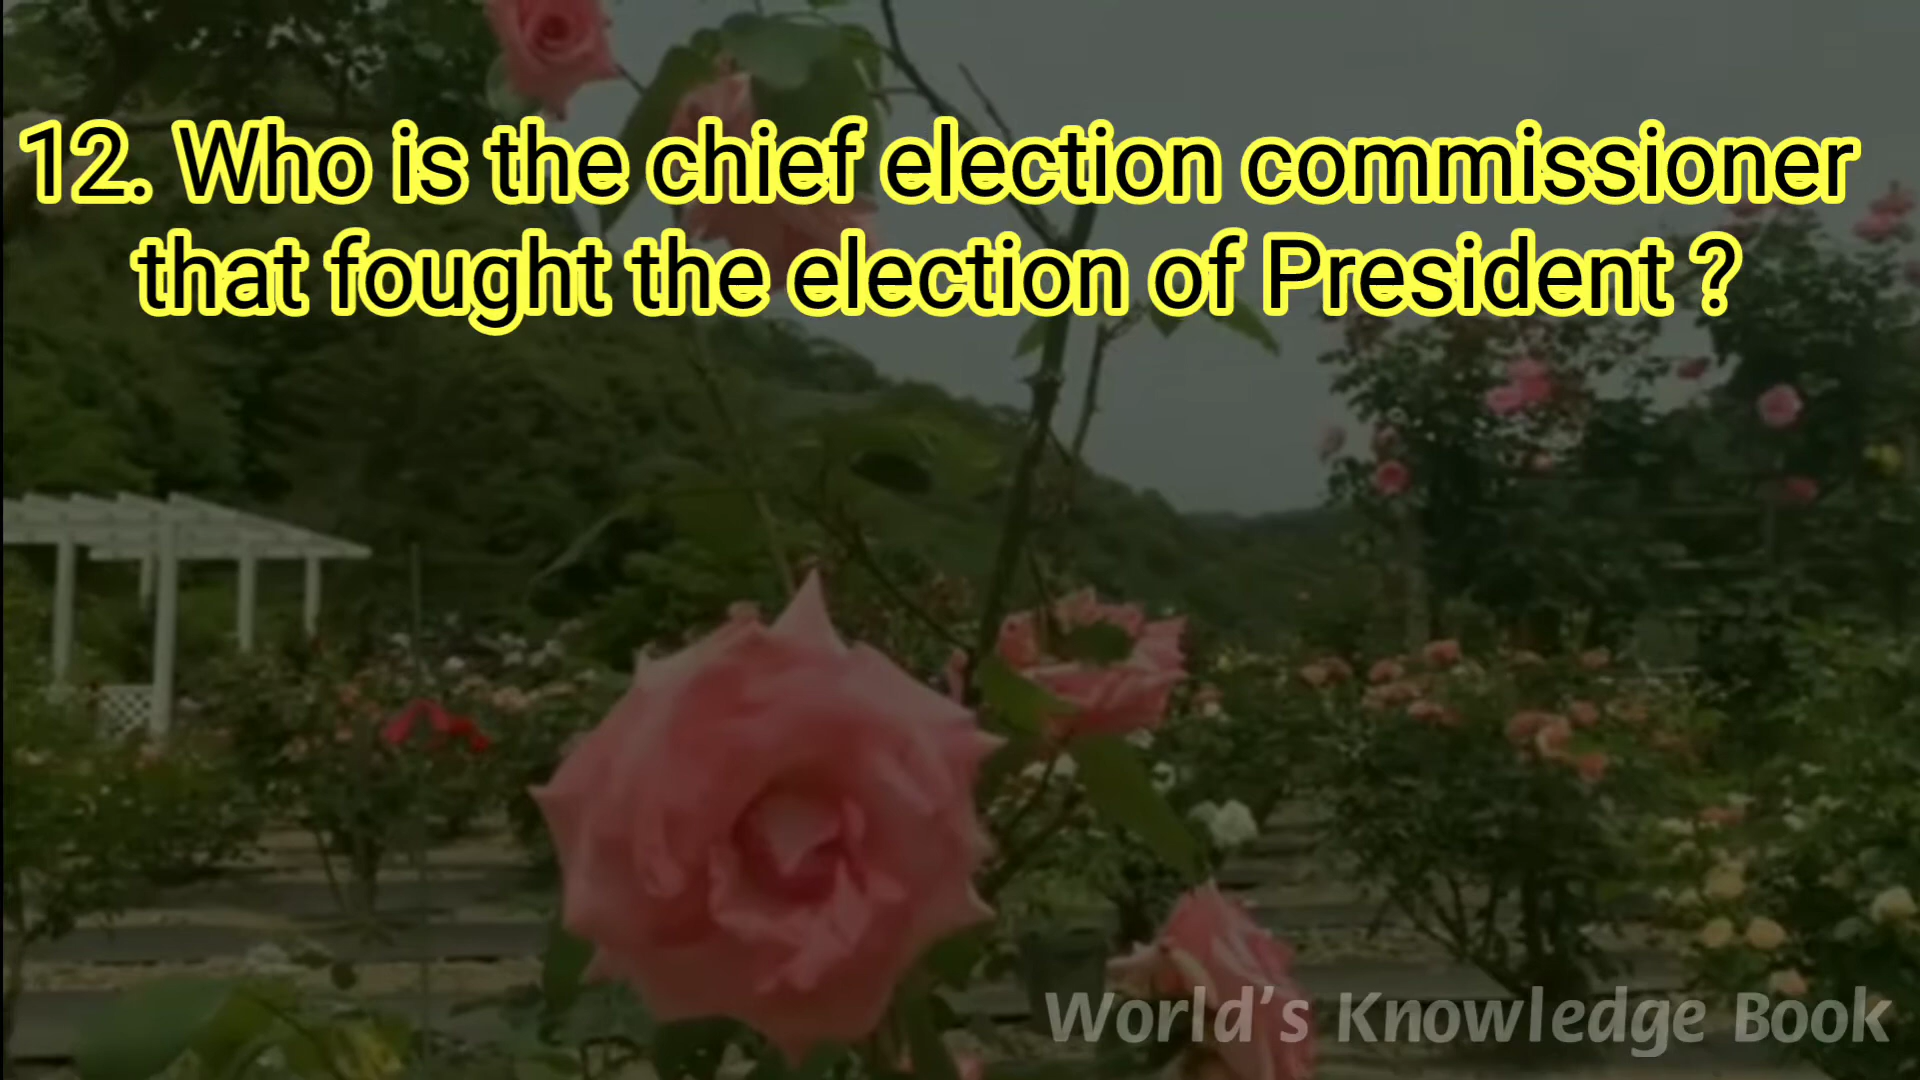 12. Who is the chief election commissioner
that fought the election of President ?
World's Knowledge Book